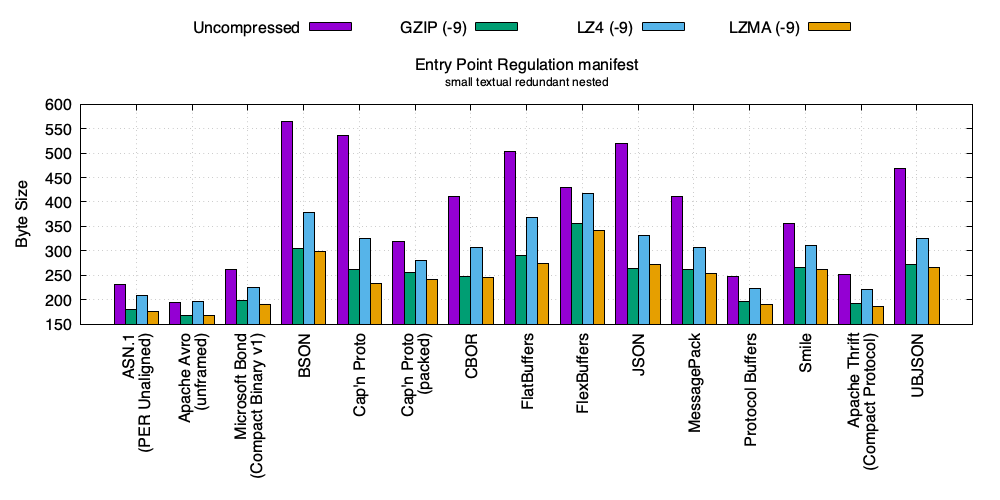 Uncompressed GZIP (-9) LZ4 (-9) LZMA (-9)
Entry Point Regulation manifest
small textual redundant nested
Byte Size
600
550
500
450
400
350
300
250
200
150
ASN.1
(PER Unaligned)
Apache Avro
(unframed)
Microsoft Bond
(Compact Binary v1)
BSON
Cap'n Proto
Cap'n Proto
(packed)
CBOR
FlatBuffers
FlexBuffers
JSON
MessagePack
Protocol Buffers
Smile
Apache Thrift
(Compact Protocol)
UBJSON